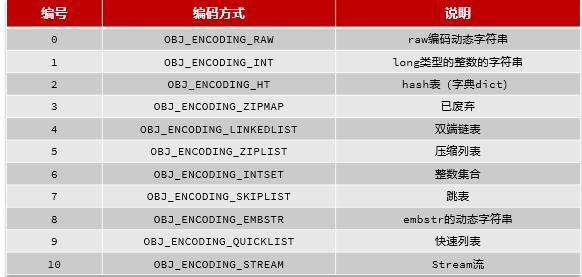 编号 编码方式 说明
0 OBJ_ENCODING_RAW raw编码动态字符串
1 OBJ_ENCODING_INT long类型的整数的字符串
2 OBJ_ENCODING_HT hash表（字典dict）
3 OBJ_ENCODING_ZIPMAP 已废弃
4 OBJ_ENCODING_LINKEDLIST 双端链表
5 OBJ_ENCODING_ZIPLIST 压缩列表
6 OBJ_ENCODING_INTSET 整数集合
7 OBJ_ENCODING_SKIPLIST 跳表
8 OBJ_ENCODING_EMBSTR embstr的动态字符串
9 OBJ_ENCODING_QUICKLIST 快速列表
10 OBJ_ENCODING_STREAM Stream流